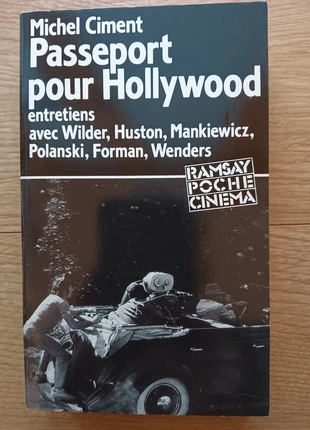 Michel Ciment
Passeport
pour Hollywood
entretiens
avec Wilder, Huston, Mankiewicz,
Polanski, Forman, Wenders
RAMSAY
POCHE
CINEMA